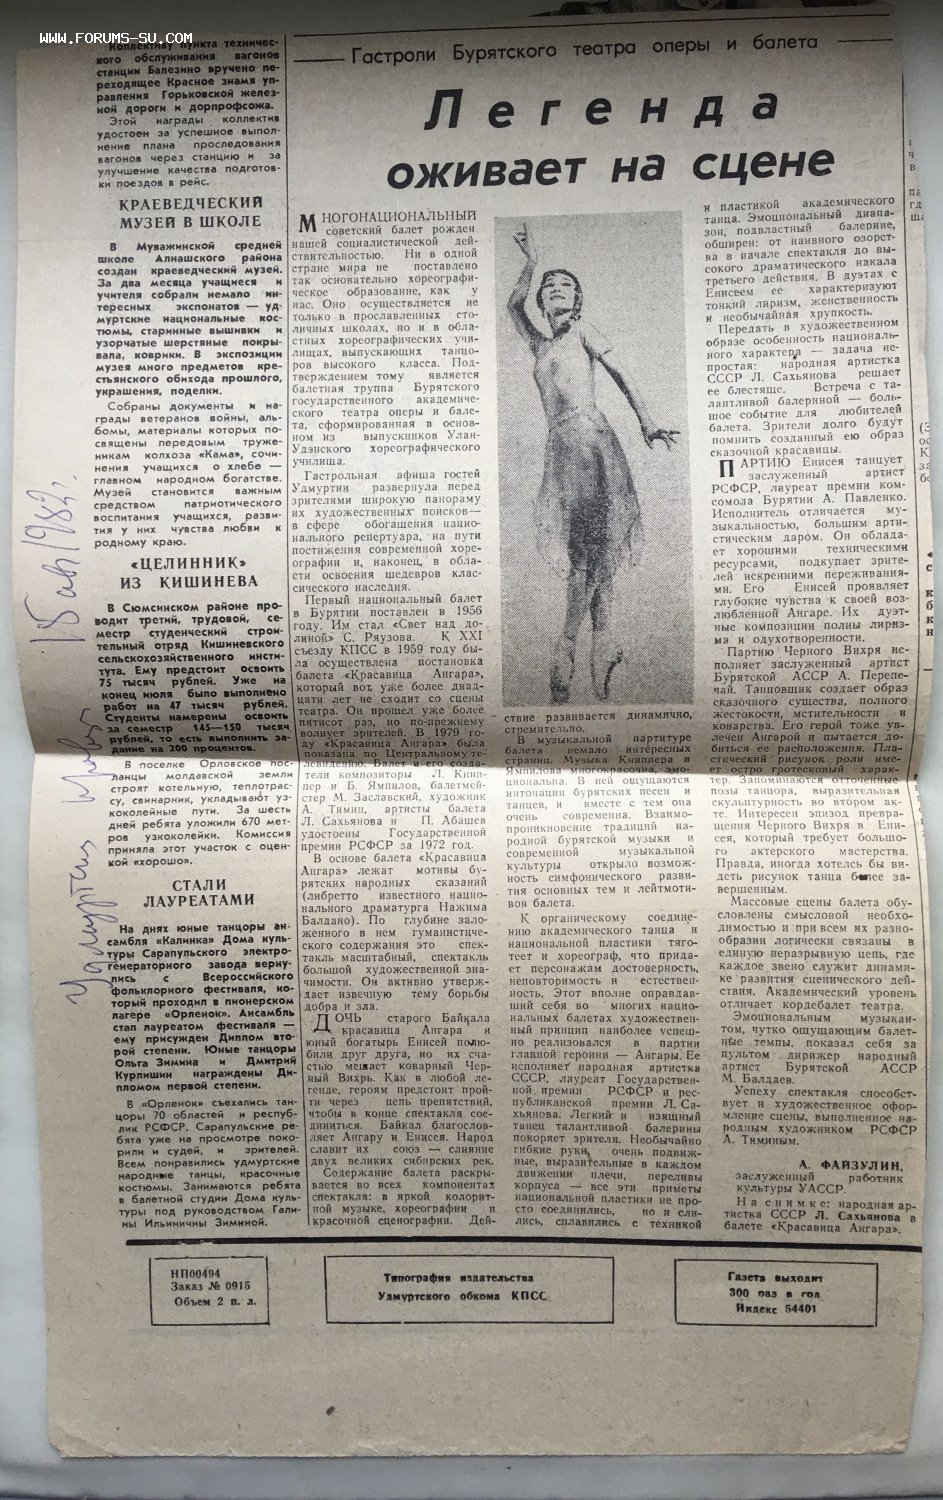 WWW.FORUMS-SU.COM
Коллективу пункта техничес-
кого обслуживания вагонов
станции Балезино вручено пе-
реходящее Красное знамя уп-
равления Горьковской желез-
ной дороги и дорпрофсожа.
Этой награды коллектив
удостоен за успешное выпол-
нение плана проследования
вагонов через станцию и за
улучшение качества подготов-
ки поездов в рейс.
КРАЕВЕДЧЕСКИЙ
МУЗЕЙ В ШКОЛЕ
В Муважинской средней
школе Алнашского района
создан краеведческий музей.
За два месяца учащиеся и
учителя собрали немало ин-
тересных экспонатов — уд-
муртские национальные кос-
тюмы, старинные вышивки и
узорчатые шерстяные покры-
вала, коврики. В экспозиции
музея много предметов кре-
стьянского обихода прошлого,
украшения, поделки.
Собраны документы и на-
грады ветеранов войны, аль-
бомы, материалы которых по-
священы передовым труже-
никам колхоза «Кама», сочи-
нения учащихся о хлебе —
главном народном богатстве.
Музей становится важным
средством патриотического
воспитания учащихся, разви-
тия у них чувства любви к
родному краю.
«ЦЕЛИННИК»
ИЗ КИШИНЕВА
В Сюмсинском районе про-
водит третий, трудовой, се-
местр студенческий строи-
тельный отряд Кишиневского
сельскохозяйственного инсти-
тута. Ему предстоит освоить
75 тысяч рублей. Уже на
конец июля было выполнено
работ на 47 тысяч рублей.
Студенты намерены освоить
за семестр 145—150 тысяч
рублей, то есть выполнить за-
дание на 200 процентов.
В поселке Орловское пос-
ланцы молдавской земли
строят котельную, теплотрас-
су, свинарник, укладывают уз-
коколейные пути. За шесть
дней ребята уложили 670 мет-
ров узкоколейки. Комиссия
приняла этот участок с оцен-
кой «хорошо».
СТАЛИ
ЛАУРЕАТАМИ
На днях юные танцоры ан-
самбля «Калинка» Дома куль-
туры Сарапульского электро-
генераторного завода верну-
лись с Всероссийского
фольклорного фестиваля, ко-
торый проходил в пионерском
лагере «Орленок». Ансамбль
стал лауреатом фестиваля —
ему присужден Диплом вто-
рой степени. Юные танцоры
Ольга Зимина и Дмитрий
Курпишин награждены Ди-
пломом первой степени.
В «Орленок» съехались тан-
цоры 70 областей и респуб-
лик РСФСР. Сарапульские ре-
бята уже на просмотре поко-
рили и судей, и зрителей.
Всем понравились удмуртские
народные танцы, красочные
костюмы. Занимаются ребята
в балетной студии Дома куль-
туры под руководством Гали-
ны Ильиничны Зиминой.
15 авг 1982 г.
Удмуртская правда
Гастроли Бурятского театра оперы и балета
Легенда
оживает на сцене
МНОГОНАЦИОНАЛЬНЫЙ
советский балет рожден
нашей социалистической дей-
ствительностью. Ни в одной
стране мира не поставлено
так основательно хореографи-
ческое образование, как у
нас. Оно осуществляется не
только в прославленных сто-
личных школах, но и в обла-
стных хореографических учи-
лищах, выпускающих танцо-
ров высокого класса. Под-
тверждением тому является
балетная труппа Бурятского
государственного академиче-
ского театра оперы и бале-
та, сформированная в основ-
ном из выпускников Улан-
Удэнского хореографического
училища.
Гастрольная афиша гостей
Удмуртии развернула перед
зрителями широкую панораму
их художественных поисков—
в сфере обогащения нацио-
нального репертуара, на пути
постижения современной хоре-
ографии и, наконец, в обла-
сти освоения шедевров клас-
сического наследия.
Первый национальный балет
в Бурятии поставлен в 1956
году. Им стал «Свет над до-
линой» С. Ряузова. К XXI
съезду КПСС в 1959 году бы-
ла осуществлена постановка
балета «Красавица Ангара»,
который вот уже более двад-
цати лет не сходит со сцены
театра. Он прошел уже более
пятисот раз, но по-прежнему
волнует зрителей. В 1979 го-
ду «Красавица Ангара» была
показана по Центральному те-
левидению. Балет и его созда-
тели композиторы Л. Книп-
пер и Б. Ямпилов, балетмей-
стер М. Заславский, художник
А. Тимин, артисты балета
Л. Сахьянова и П. Абашев
удостоены Государственной
премии РСФСР за 1972 год.
В основе балета «Красавица
Ангара» лежат мотивы бу-
рятских народных сказаний
(либретто известного нацио-
нального драматурга Нажима
Балдано). По глубине зало-
женного в нем гуманистиче-
ского содержания это спек-
такль масштабный, спектакль
большой художественной зна-
чимости. Он активно утверж-
дает извечную тему борьбы
добра и зла.
ДОЧЬ старого Байкала
красавица Ангара и
юный богатырь Енисей полю-
били друг друга, но их сча-
стью мешает коварный Чер-
ный Вихрь. Как в любой ле-
генде, героям предстоит прой-
ти через цепь препятствий,
чтобы в конце спектакля сое-
диниться. Байкал благослов-
ляет Ангару и Енисея. Народ
славит их союз — слияние
двух великих сибирских рек.
Содержание балета раскры-
вается во всех компонентах
спектакля: в яркой колорит-
ной музыке, хореографии и
красочной сценографии. Дей-
ствие развивается динамично,
стремительно.
В музыкальной партитуре
балета немало интересных
страниц. Музыка Книппера и
Ямпилова многокрасочна, эмо-
циональна. В ней ощущаются
интонации бурятских песен и
танцев, и вместе с тем она
очень современна. Взаимо-
проникновение традиций на-
родной бурятской музыки и
современной музыкальной
культуры открыло возмож-
ность симфонического разви-
тия основных тем и лейтмоти-
вов балета.
К органическому соедине-
нию академического танца и
национальной пластики тяго-
теет и хореограф, что прида-
ет персонажам достоверность,
неповторимость и естествен-
ность. Этот вполне оправдав-
ший себя во многих нацио-
нальных балетах художествен-
ный принцип наиболее успеш-
но реализовался в партии
главной героини — Ангары. Ее
исполняет народная артистка
СССР, лауреат Государствен-
ной премии РСФСР и рес-
публиканской премии Л. Са-
хьянова. Легкий и изящный
танец талантливой балерины
покоряет зрителя. Необычайно
гибкие руки, очень подвиж-
ные, выразительные в каждом
движении плечи, переливы
корпуса — все эти приметы
национальной пластики не про-
сто соединились, но и сли-
лись, сплавились с техникой
и пластикой академического
танца. Эмоциональный диапа-
зон, подвластный балерине,
обширен: от наивного озорст-
ва в начале спектакля до вы-
сокого драматического накала
третьего действия. В дуэтах с
Енисеем ее характеризуют
тонкий лиризм, женственность
и необычайная хрупкость.
Передать в художественном
образе особенность националь-
ного характера — задача не-
простая: народная артистка
СССР Л. Сахьянова решает
ее блестяще. Встреча с та-
лантливой балериной — боль-
шое событие для любителей
балета. Зрители долго будут
помнить созданный ею образ
сказочной красавицы.
ПАРТИЮ Енисея танцует
заслуженный артист
РСФСР, лауреат премии ком-
сомола Бурятии А. Павленко.
Исполнитель отличается му-
зыкальностью, большим арти-
стическим даром. Он облада-
ет хорошими техническими
ресурсами, подкупает зрите-
лей искренними переживания-
ми. Его Енисей проявляет
глубокие чувства к своей воз-
любленной Ангаре. Их дуэт-
ные композиции полны лириз-
ма и одухотворенности.
Партию Черного Вихря ис-
полняет заслуженный артист
Бурятской АССР А. Перепе-
чай. Танцовщик создает образ
сказочного существа, полного
жестокости, мстительности и
коварства. Его герой тоже ув-
лечен Ангарой и пытается до-
биться ее расположения. Пла-
стический рисунок роли име-
ет остро гротесковый харак-
тер. Запоминаются отточенные
позы танцора, выразительная
скульптурность во втором ак-
те. Интересен эпизод превра-
щения Черного Вихря в Ени-
сея, который требует большо-
го актерского мастерства.
Правда, иногда хотелсь бы ви-
деть рисунок танца более за-
вершенным.
Массовые сцены балета обу-
словлены смысловой необхо-
димостью и при всем их разно-
образии логически связаны в
единую неразрывную цепь, где
каждое звено служит динами-
ке развития сценического дей-
ствия. Академический уровень
отличает кордебалет театра.
Эмоциональным музыкан-
том, чутко ощущающим балет-
ные темпы, показал себя за
пультом дирижер народный
артист Бурятской АССР
М. Балдаев.
Успеху спектакля способст-
вует и художественное офор-
мление сцены, выполненное на-
родным художником РСФСР
А. Тиминым.
А. ФАЙЗУЛИН,
заслуженный работник
культуры УАССР.
На снимке: народная ар-
тистка СССР Л. Сахьянова в
балете «Красавица Ангара».
НП00494
Заказ № 0915
Объем 2 п. л.
Типография издательства
Удмуртского обкома КПСС
Газета выходит
300 раз в год
Индекс 54401